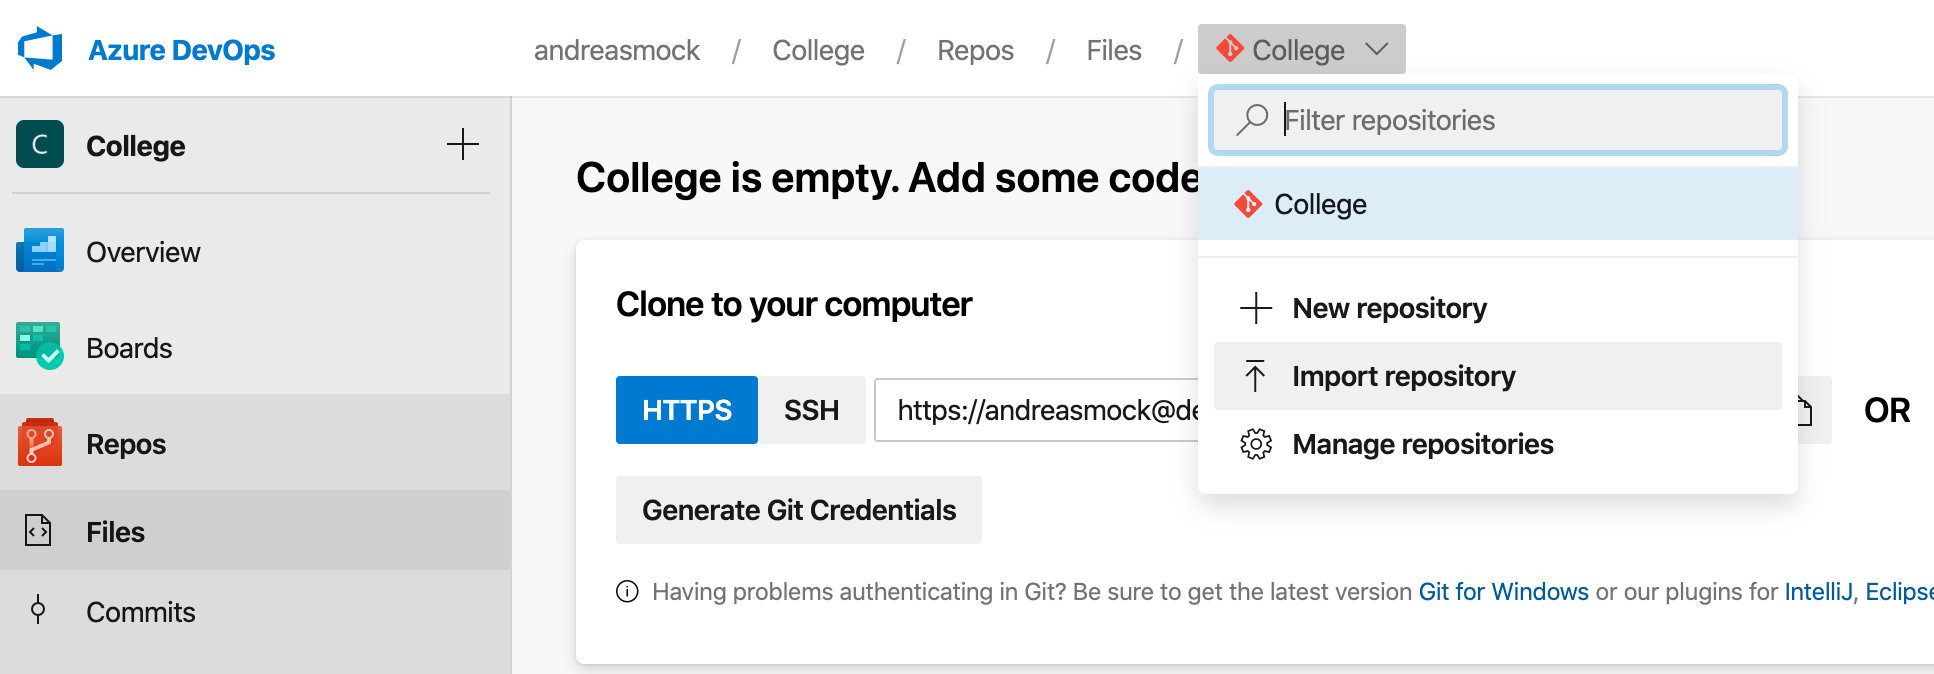 Azure DevOps
andreasmock / College / Repos / Files / College
Filter repositories
College
New repository
Import repository
Manage repositories
C College
Overview
Boards
Repos
Files
Commits
College is empty. Add some code
Clone to your computer
HTTPS SSH https://andreasmock@de
OR
Generate Git Credentials
Having problems authenticating in Git? Be sure to get the latest version Git for Windows or our plugins for IntelliJ, Eclipse